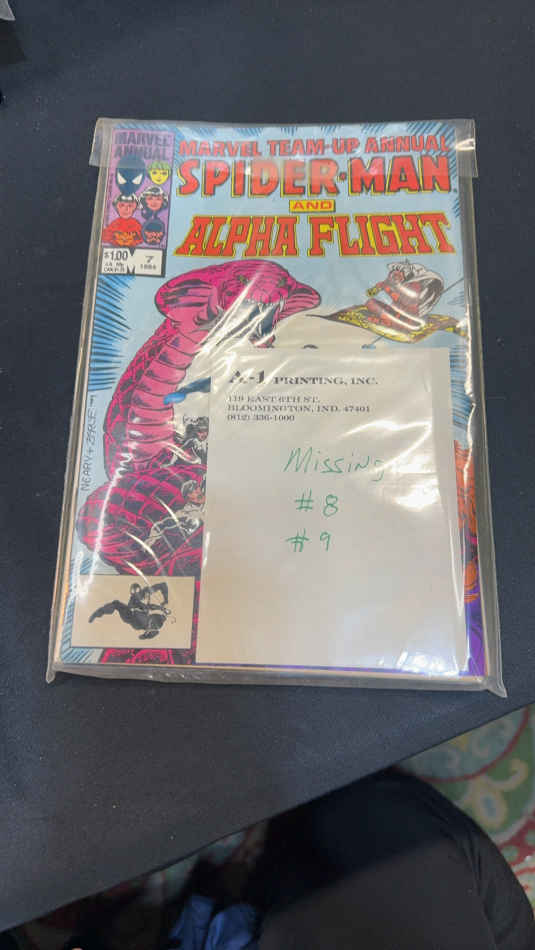 MARVEL
ANNUAL
MARVEL TEAM-UP ANNUAL
SPIDER-MAN
AND
ALPHA FLIGHT
$1.00
7
1984
A-1 PRINTING, INC.
119 EAST 6TH ST.
BLOOMINGTON, IND. 47401
(812) 336-1000
Missing
#8
#9